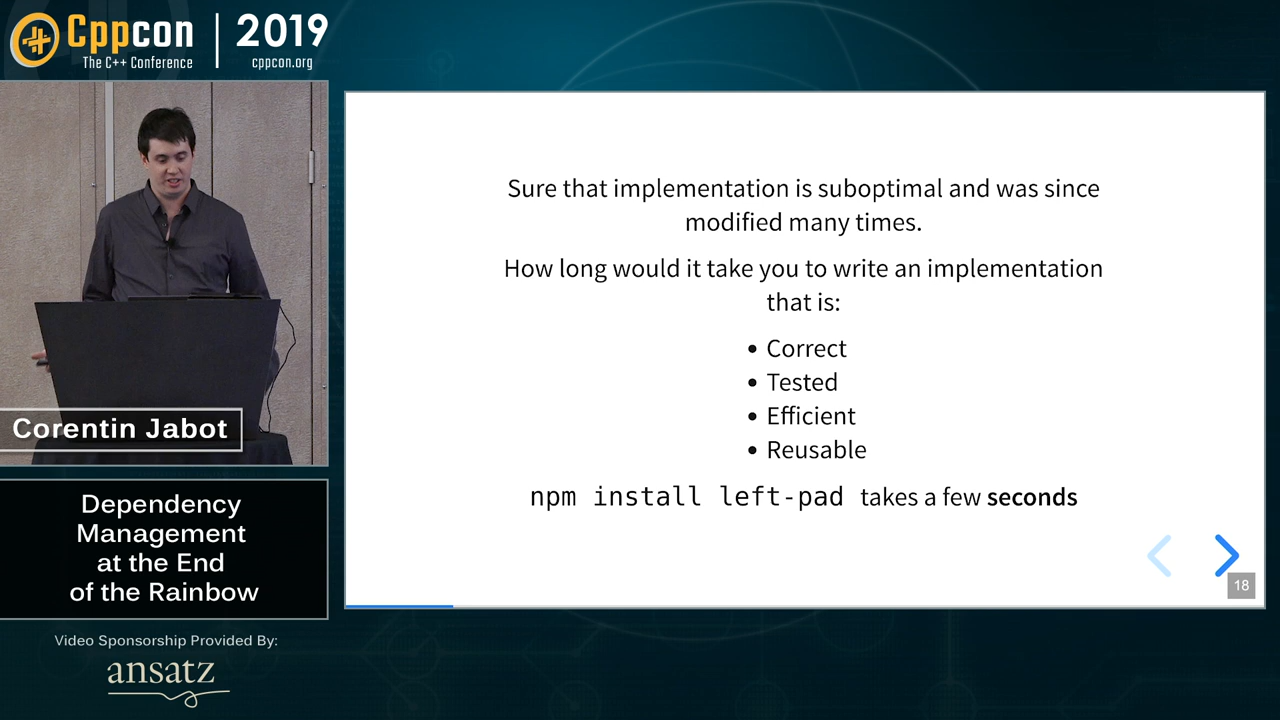 Cppcon
The C++ Conference
2019
cppcon.org
Corentin Jabot
Dependency
Management
at the End
of the Rainbow
Video Sponsorship Provided By:
ansatz
Sure that implementation is suboptimal and was since
modified many times.
How long would it take you to write an implementation
that is:
• Correct
• Tested
• Efficient
• Reusable
npm install left-pad takes a few seconds
18